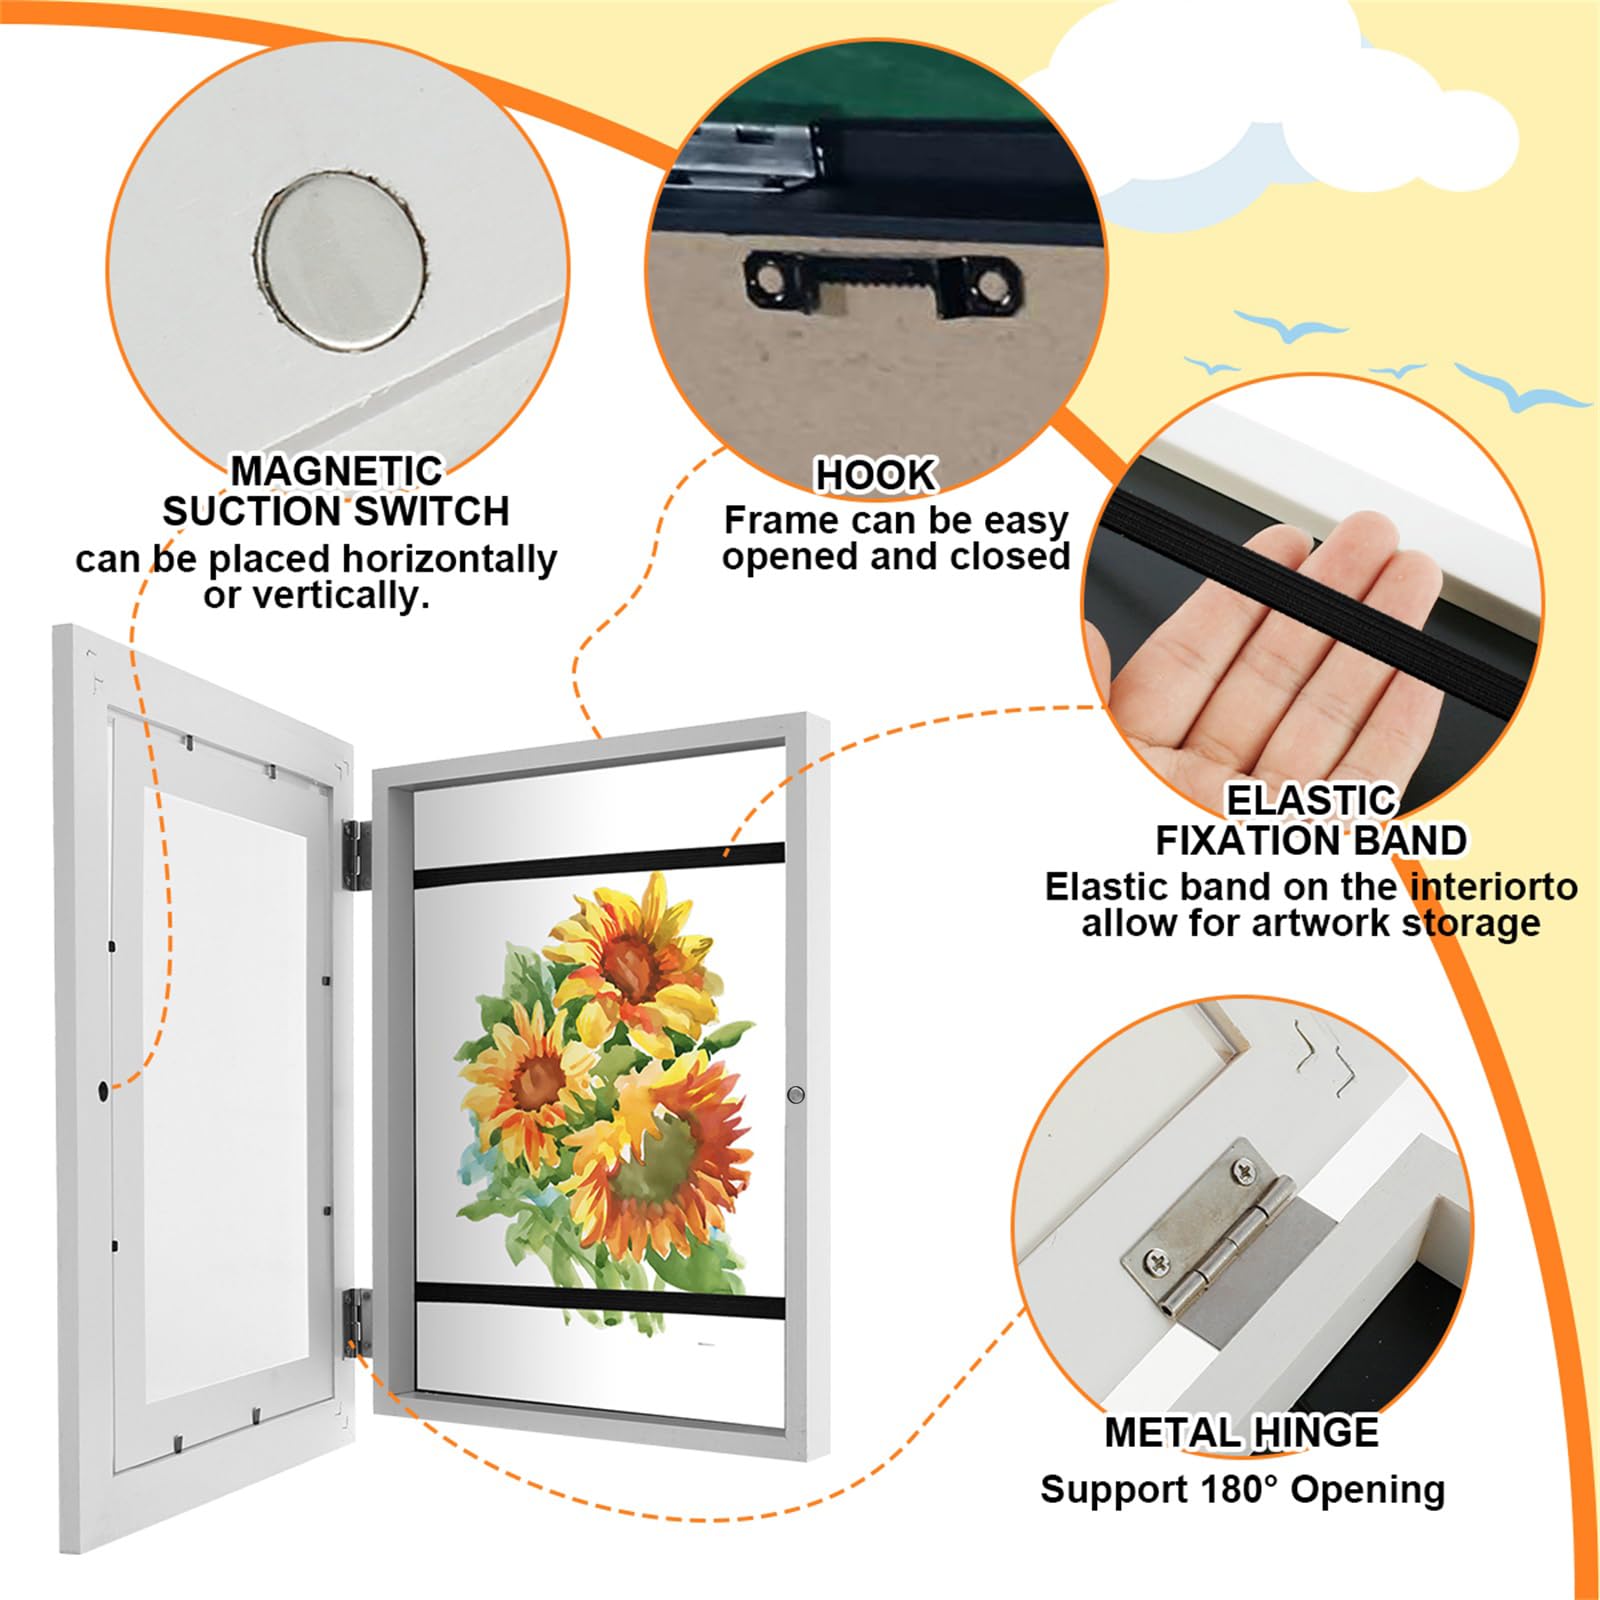 MAGNETIC
SUCTION SWITCH
can be placed horizontally
or vertically.
HOOK
Frame can be easy
opened and closed
ELASTIC
FIXATION BAND
Elastic band on the interiorto
allow for artwork storage
METAL HINGE
Support 180° Opening